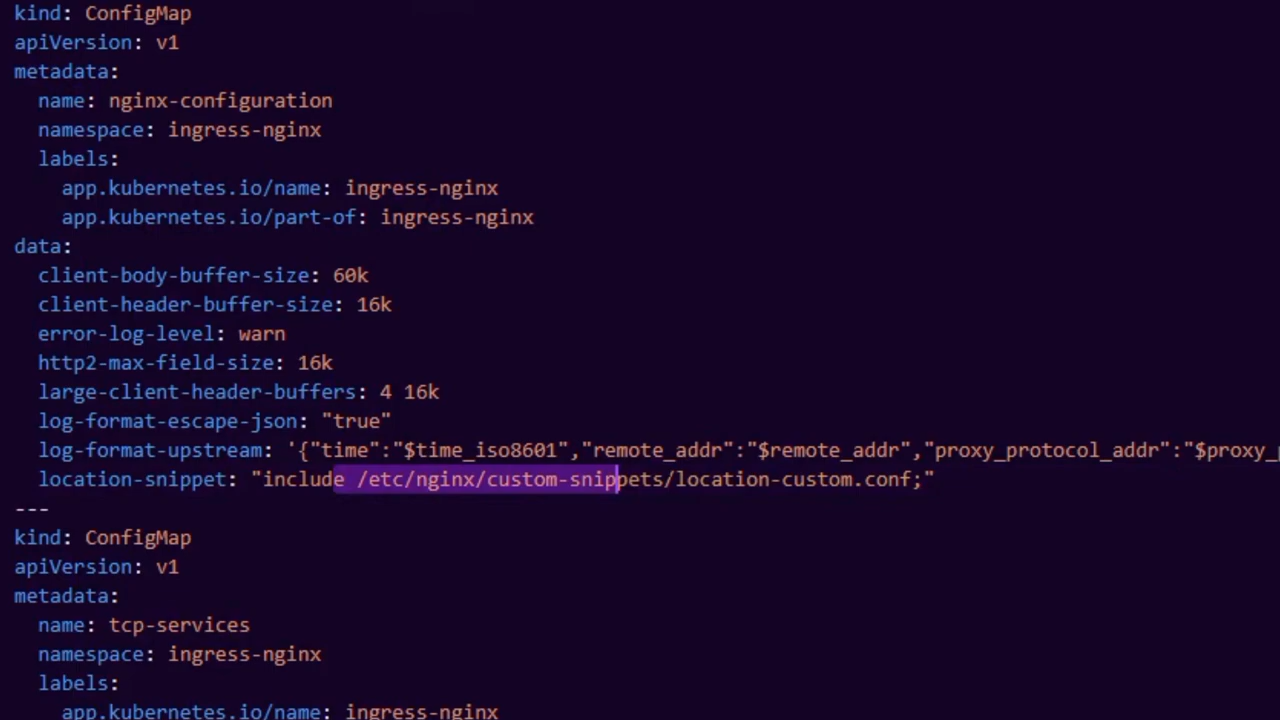 kind: ConfigMap
apiVersion: v1
metadata:
  name: nginx-configuration
  namespace: ingress-nginx
  labels:
    app.kubernetes.io/name: ingress-nginx
    app.kubernetes.io/part-of: ingress-nginx
data:
  client-body-buffer-size: 60k
  client-header-buffer-size: 16k
  error-log-level: warn
  http2-max-field-size: 16k
  large-client-header-buffers: 4 16k
  log-format-escape-json: "true"
  log-format-upstream: '{"time":"$time_iso8601","remote_addr":"$remote_addr","proxy_protocol_addr":"$proxy_
  location-snippet: "include /etc/nginx/custom-snippets/location-custom.conf;"
---
kind: ConfigMap
apiVersion: v1
metadata:
  name: tcp-services
  namespace: ingress-nginx
  labels:
    app.kubernetes.io/name: ingress-nginx